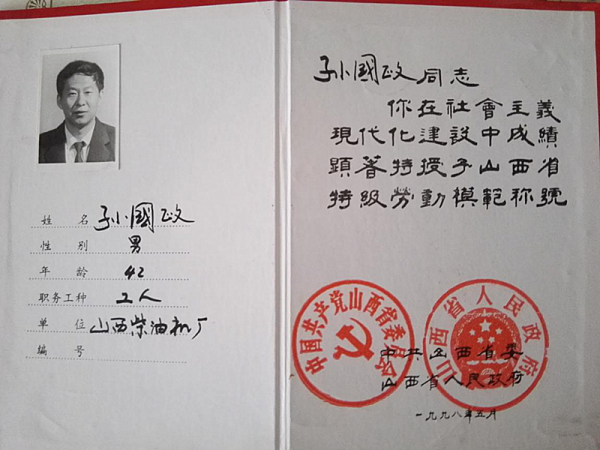 姓 名 孙國政
性 别 男
年 龄 42
职务工种 工人
单 位 山西柴油机厂
编 号
孙國政同志
你在社會主義
現代化建設中成績
顕著特授予山西省
特級勞動模範称號
中国共产党山西省委员会
山西省人民政府
中共山西省委
山西省人民政府
一九九八年五月